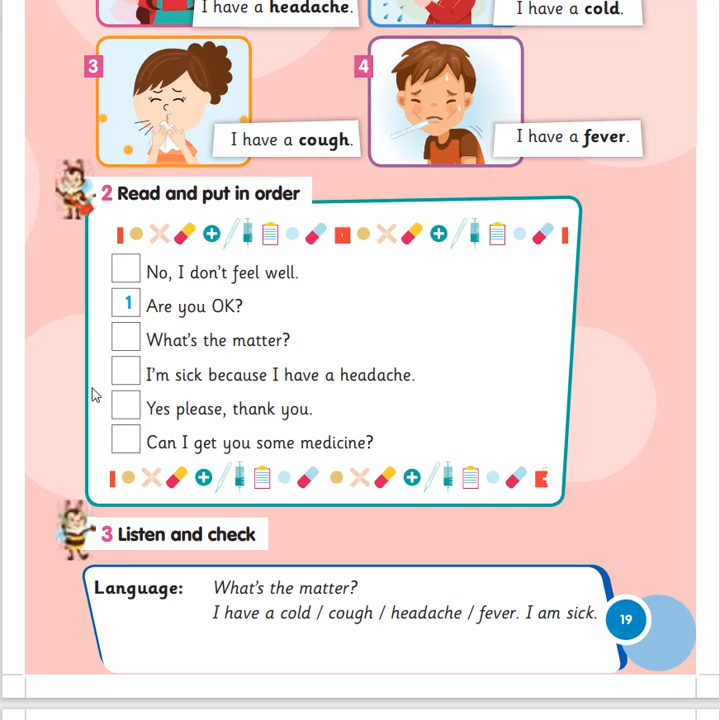 I have a headache.
I have a cold.
3
4
I have a cough.
I have a fever.
2 Read and put in order
No, I don't feel well.
1 Are you OK?
What's the matter?
I'm sick because I have a headache.
Yes please, thank you.
Can I get you some medicine?
3 Listen and check
Language: What's the matter?
I have a cold / cough / headache / fever. I am sick.
19